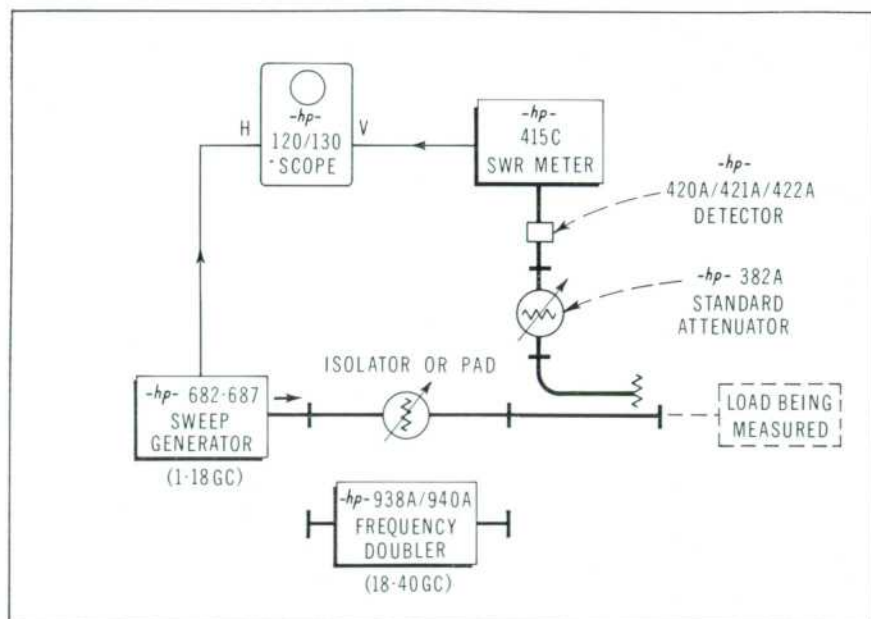 -hp-
120/130
SCOPE
H
V
-hp-
415C
SWR METER
-hp-
420A/421A/422A
DETECTOR
-hp- 382A
STANDARD
ATTENUATOR
ISOLATOR OR PAD
-hp- 682-687
SWEEP
GENERATOR
(1-18GC)
LOAD BEING
MEASURED
-hp- 938A/940A
FREQUENCY
DOUBLER
(18-40GC)